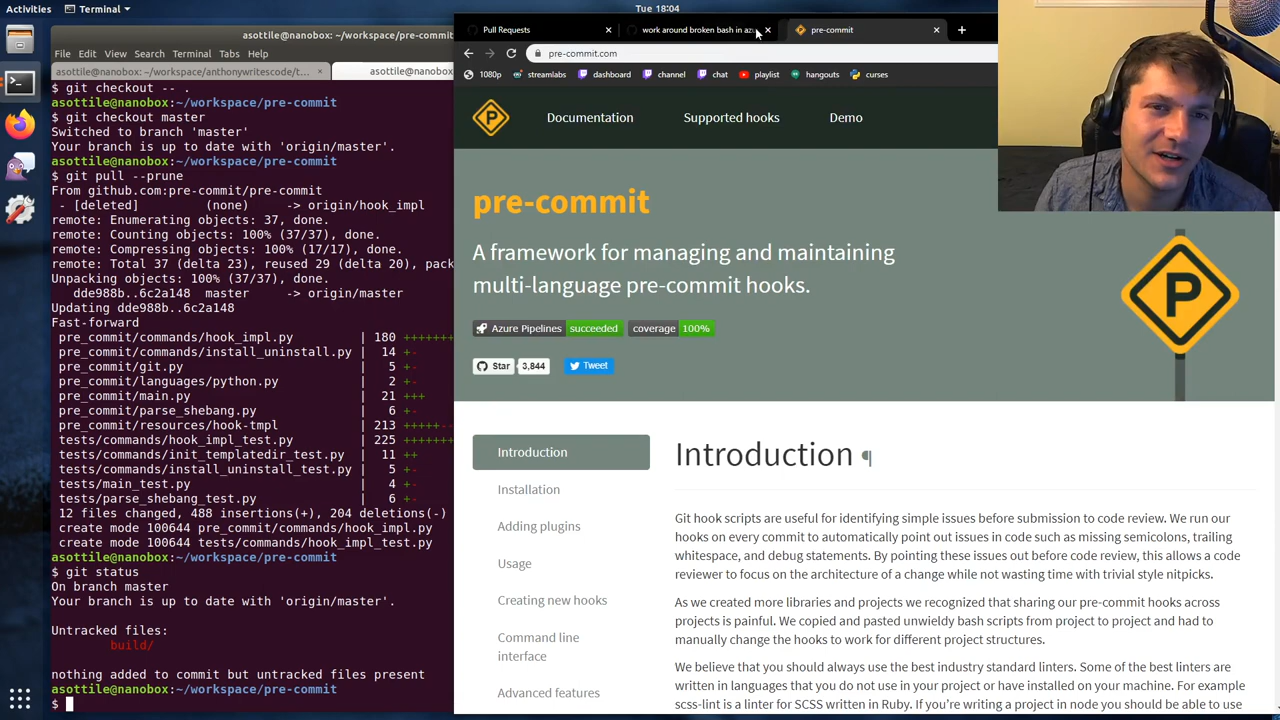 Activities
Terminal
Tue 18:04
asottile@nanobox: ~/workspace/pre-commit
File Edit View Search Terminal Tabs Help
asottile@nanobox: ~/workspace/anthonywritescode/t...
asottile@nanobox
$ git checkout -- .
asottile@nanobox:~/workspace/pre-commit
$ git checkout master
Switched to branch 'master'
Your branch is up to date with 'origin/master'.
asottile@nanobox:~/workspace/pre-commit
$ git pull --prune
From github.com:pre-commit/pre-commit
- [deleted] (none) -> origin/hook_impl
remote: Enumerating objects: 37, done.
remote: Counting objects: 100% (37/37), done.
remote: Compressing objects: 100% (17/17), done.
remote: Total 37 (delta 23), reused 29 (delta 20), pack
Unpacking objects: 100% (37/37), done.
dde988b..6c2a148 master -> origin/master
Updating dde988b..6c2a148
Fast-forward
pre_commit/commands/hook_impl.py | 180 +++++++
pre_commit/commands/install_uninstall.py | 14 +-
pre_commit/git.py | 5 +-
pre_commit/languages/python.py | 2 +-
pre_commit/main.py | 21 +++
pre_commit/parse_shebang.py | 6 +-
pre_commit/resources/hook-tmpl | 213 +++++--
tests/commands/hook_impl_test.py | 225 +++++++
tests/commands/init_templatedir_test.py | 11 ++
tests/commands/install_uninstall_test.py | 5 +-
tests/main_test.py | 4 +-
tests/parse_shebang_test.py | 6 +-
12 files changed, 488 insertions(+), 204 deletions(-)
create mode 100644 pre_commit/commands/hook_impl.py
create mode 100644 tests/commands/hook_impl_test.py
asottile@nanobox:~/workspace/pre-commit
$ git status
On branch master
Your branch is up to date with 'origin/master'.
Untracked files:
build/
nothing added to commit but untracked files present
asottile@nanobox:~/workspace/pre-commit
$
Pull Requests
work around broken bash in azu
pre-commit
pre-commit.com
1080p streamlabs dashboard channel chat playlist hangouts curses
Documentation Supported hooks Demo
pre-commit
A framework for managing and maintaining
multi-language pre-commit hooks.
Azure Pipelines succeeded coverage 100%
Star 3,844 Tweet
P
Introduction
Installation
Adding plugins
Usage
Creating new hooks
Command line
interface
Advanced features
Introduction ¶
Git hook scripts are useful for identifying simple issues before submission to code review. We run our
hooks on every commit to automatically point out issues in code such as missing semicolons, trailing
whitespace, and debug statements. By pointing these issues out before code review, this allows a code
reviewer to focus on the architecture of a change while not wasting time with trivial style nitpicks.
As we created more libraries and projects we recognized that sharing our pre-commit hooks across
projects is painful. We copied and pasted unwieldy bash scripts from project to project and had to
manually change the hooks to work for different project structures.
We believe that you should always use the best industry standard linters. Some of the best linters are
written in languages that you do not use in your project or have installed on your machine. For example
scss-lint is a linter for SCSS written in Ruby. If you're writing a project in node you should be able to use